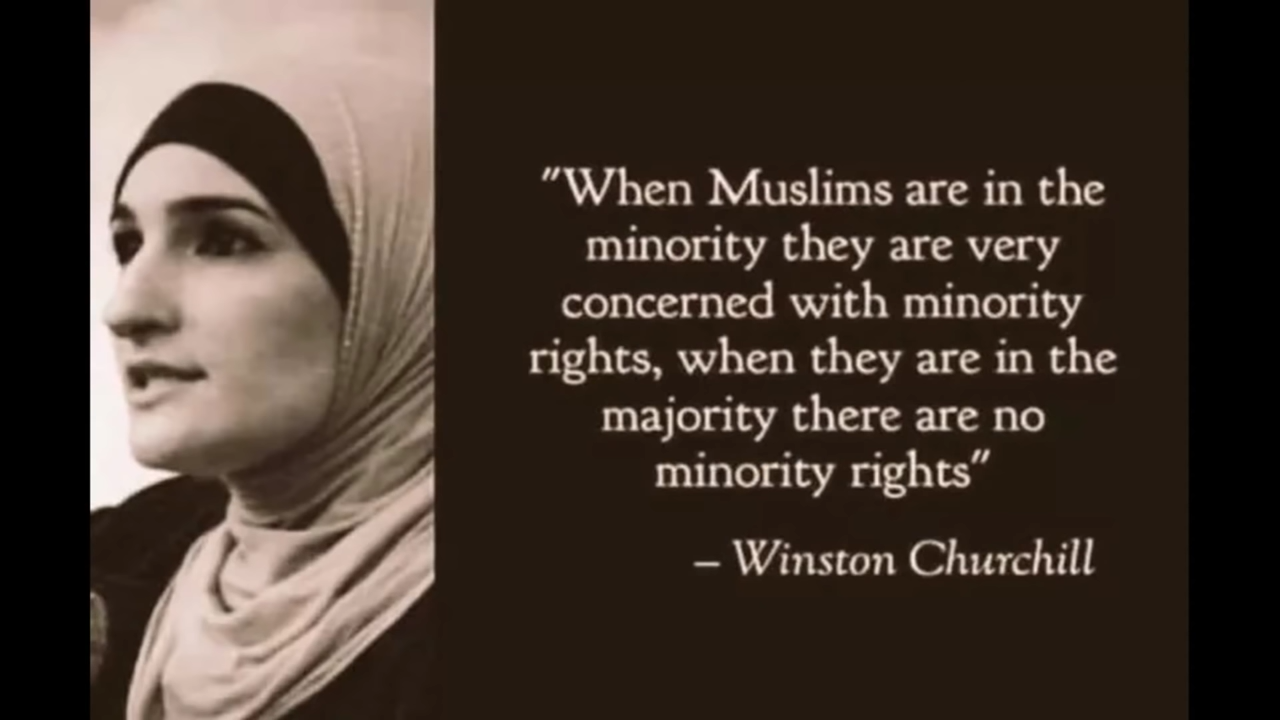 "When Muslims are in the
minority they are very
concerned with minority
rights, when they are in the
majority there are no
minority rights"
– Winston Churchill